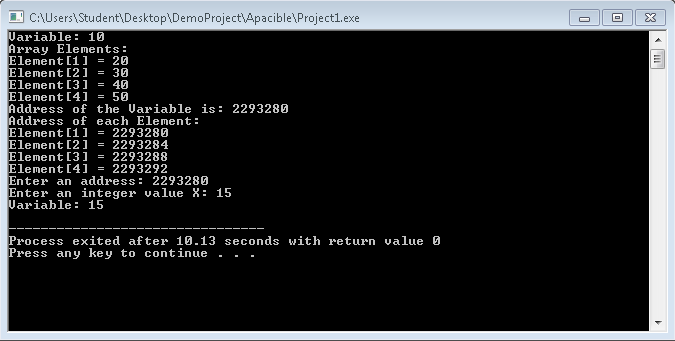 C:\Users\Student\Desktop\DemoProject\Apacible\Project1.exe
Variable: 10
Array Elements:
Element[1] = 20
Element[2] = 30
Element[3] = 40
Element[4] = 50
Address of the Variable is: 2293280
Address of each Element:
Element[1] = 2293280
Element[2] = 2293284
Element[3] = 2293288
Element[4] = 2293292
Enter an address: 2293280
Enter an integer value X: 15
Variable: 15
--------------------------------
Process exited after 10.13 seconds with return value 0
Press any key to continue . . .